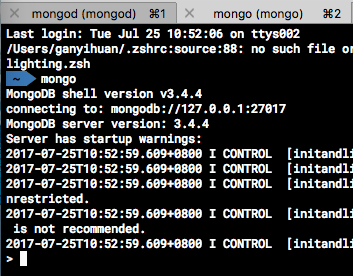 mongod (mongod) ⌘1 mongo (mongo) ⌘2
Last login: Tue Jul 25 10:52:06 on ttys002
/Users/ganyihuan/.zshrc:source:88: no such file or
lighting.zsh
~ mongo
MongoDB shell version v3.4.4
connecting to: mongodb://127.0.0.1:27017
MongoDB server version: 3.4.4
Server has startup warnings:
2017-07-25T10:52:59.609+0800 I CONTROL [initandli
2017-07-25T10:52:59.609+0800 I CONTROL [initandli
2017-07-25T10:52:59.609+0800 I CONTROL [initandli
nrestricted.
2017-07-25T10:52:59.609+0800 I CONTROL [initandli
is not recommended.
2017-07-25T10:52:59.609+0800 I CONTROL [initandli
>